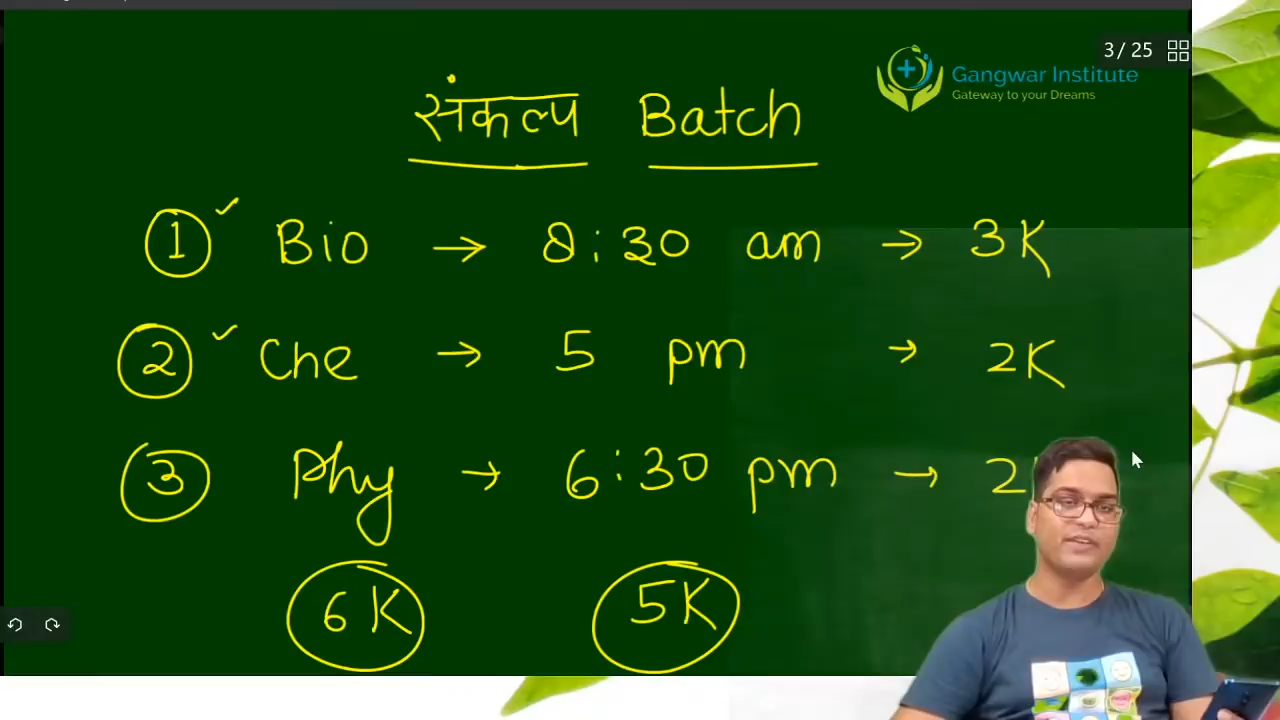 3/25
Gangwar Institute
Gateway to your Dreams
संकल्प Batch
1 Bio → 8:30 am → 3K
2 Che → 5 pm → 2K
3 Phy → 6:30 pm → 2
6K 5K